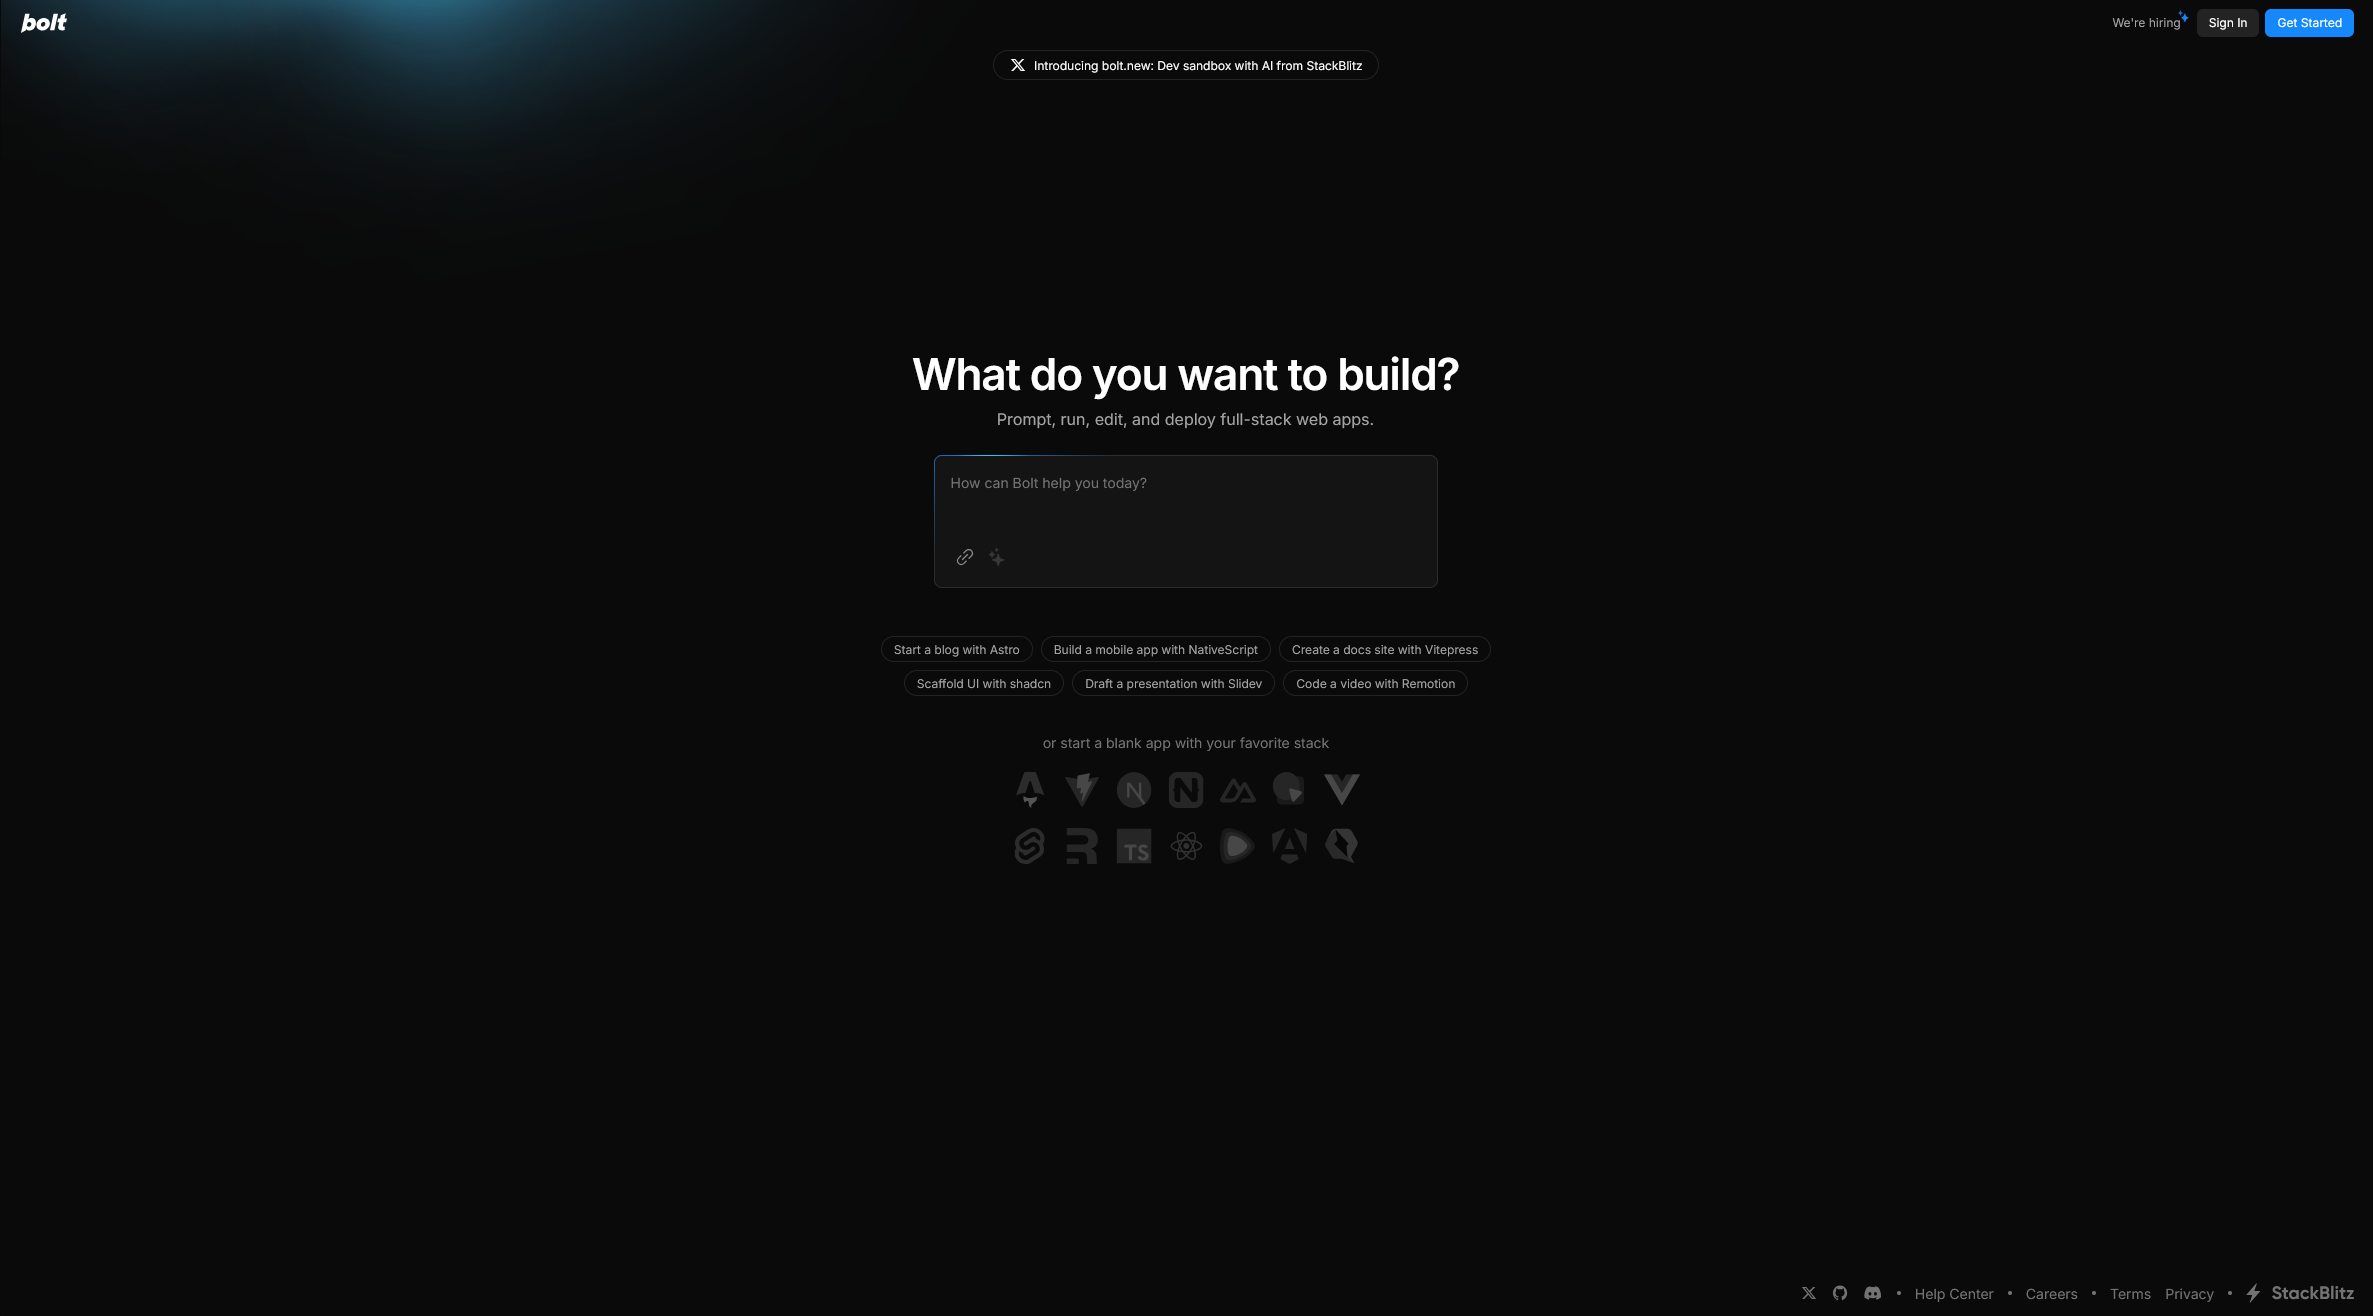 bolt
We're hiring
Sign In
Get Started
Introducing bolt.new: Dev sandbox with AI from StackBlitz
What do you want to build?
Prompt, run, edit, and deploy full-stack web apps.
How can Bolt help you today?
Start a blog with Astro
Build a mobile app with NativeScript
Create a docs site with Vitepress
Scaffold UI with shadcn
Draft a presentation with Slidev
Code a video with Remotion
or start a blank app with your favorite stack
TS
Help Center
Careers
Terms
Privacy
StackBlitz